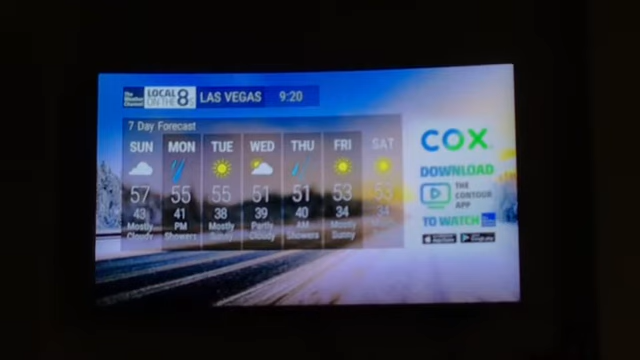 The Weather Channel LOCAL ON THE 8s LAS VEGAS 9:20
7 Day Forecast
SUN MON TUE WED THU FRI SAT
57 55 55 51 51 53 53
43 41 38 39 40 34 34
Mostly Cloudy PM Showers Mostly Partly Cloudy AM Showers Mostly Sunny
COX
DOWNLOAD
THE CONTOUR APP
TO WATCH